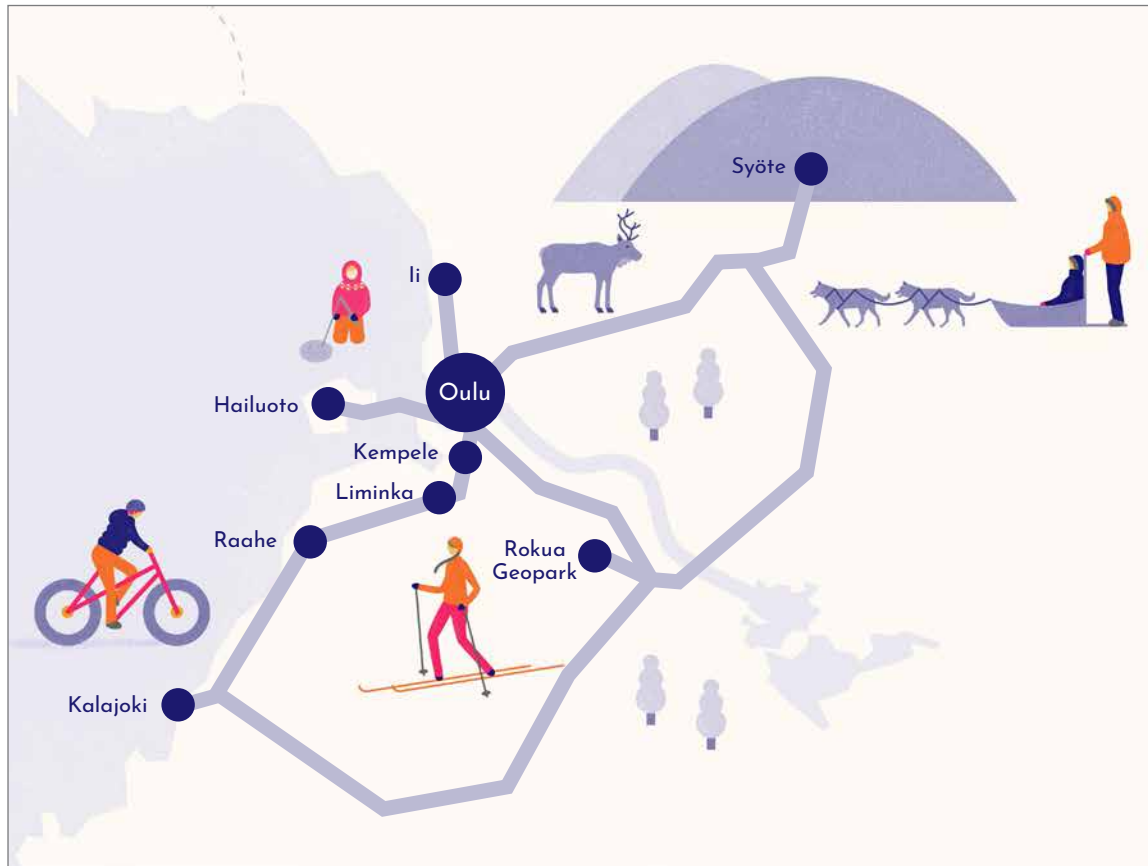 Syöte
Ii
Oulu
Hailuoto
Kempele
Liminka
Raahe
Rokua
Geopark
Kalajoki